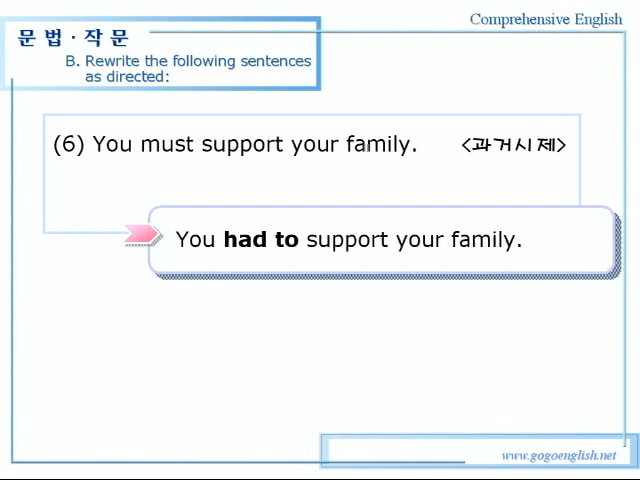 Comprehensive English
문 법 · 작 문
B. Rewrite the following sentences
as directed:
(6) You must support your family. <과거시제>
You had to support your family.
www.gogoenglish.net